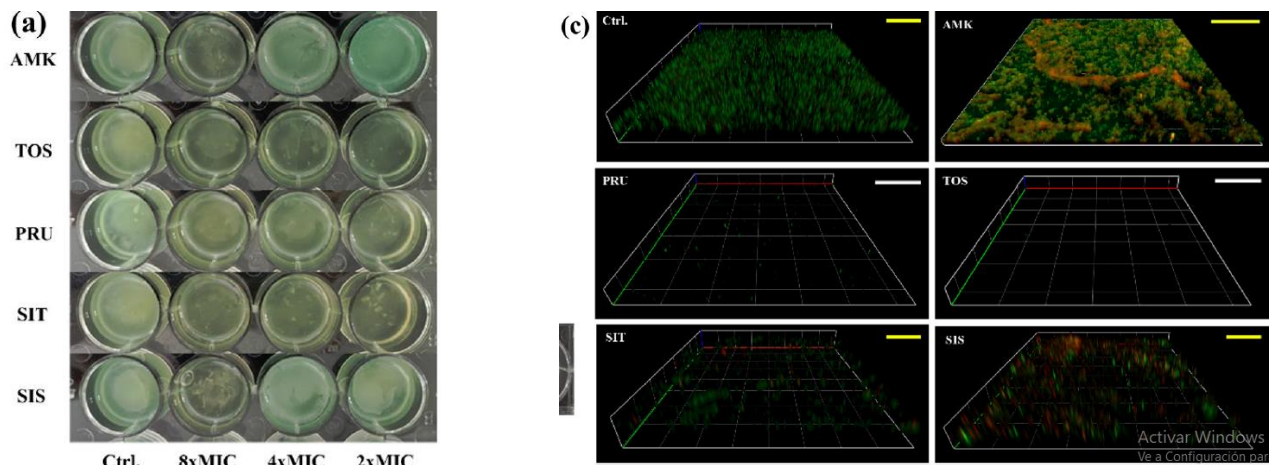 (a)
AMK
TOS
PRU
SIT
SIS
Ctrl. 8xMIC 4xMIC 2xMIC
(c)
Ctrl. AMK
PRU TOS
SIT SIS
Activar Windows
Ve a Configuración par